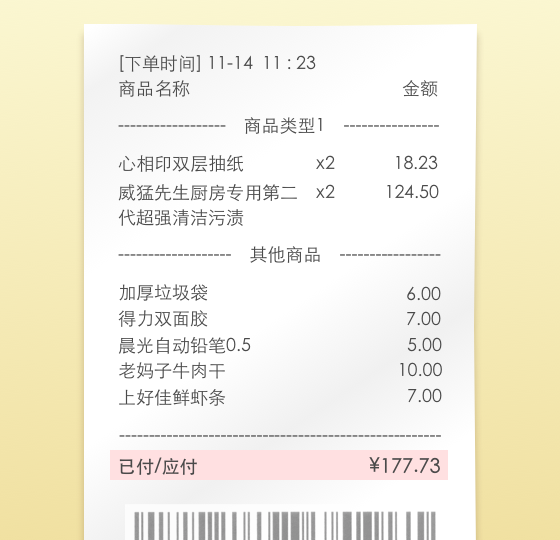 [下单时间] 11-14 11 : 23
商品名称 金额
------------------ 商品类型1 ----------------
心相印双层抽纸 x2 18.23
威猛先生厨房专用第二 x2 124.50
代超强清洁污渍
------------------- 其他商品 -----------------
加厚垃圾袋 6.00
得力双面胶 7.00
晨光自动铅笔0.5 5.00
老妈子牛肉干 10.00
上好佳鲜虾条 7.00
------------------------------------------------------
已付/应付 ¥177.73